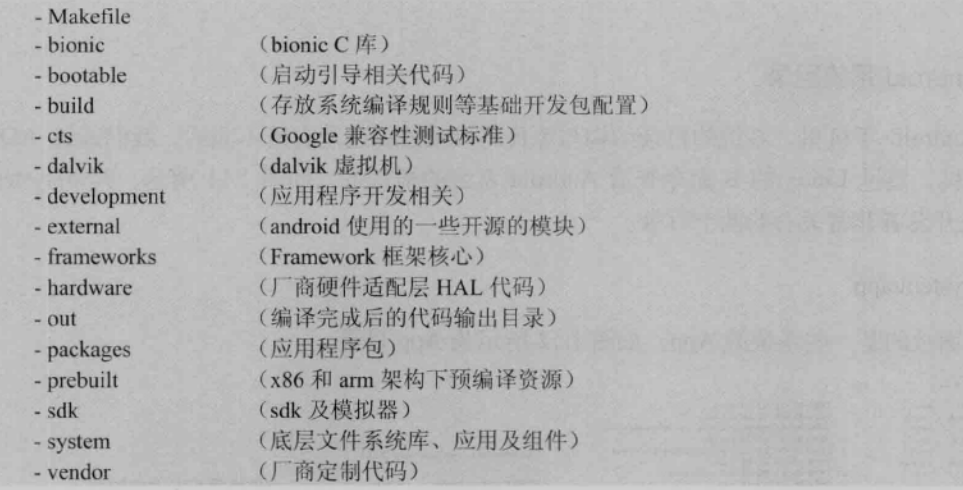 - Makefile
- bionic （bionic C 库）
- bootable （启动引导相关代码）
- build （存放系统编译规则等基础开发包配置）
- cts （Google 兼容性测试标准）
- dalvik （dalvik 虚拟机）
- development （应用程序开发相关）
- external （android 使用的一些开源的模块）
- frameworks （Framework 框架核心）
- hardware （厂商硬件适配层 HAL 代码）
- out （编译完成后的代码输出目录）
- packages （应用程序包）
- prebuilt （x86 和 arm 架构下预编译资源）
- sdk （sdk 及模拟器）
- system （底层文件系统库、应用及组件）
- vendor （厂商定制代码）